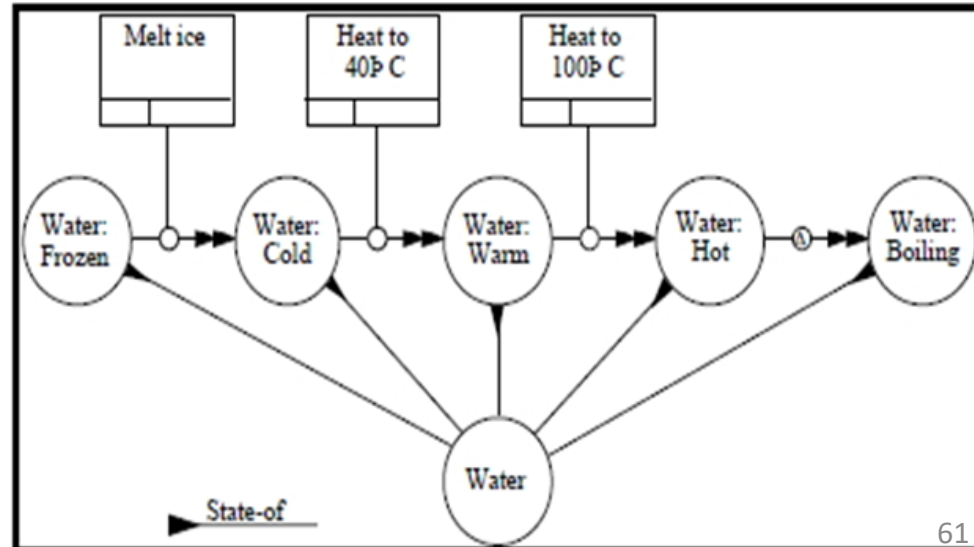 Melt ice
Heat to
40Þ C
Heat to
100Þ C
Water:
Frozen
Water:
Cold
Water:
Warm
Water:
Hot
Δ
Water:
Boiling
Water
State-of
61